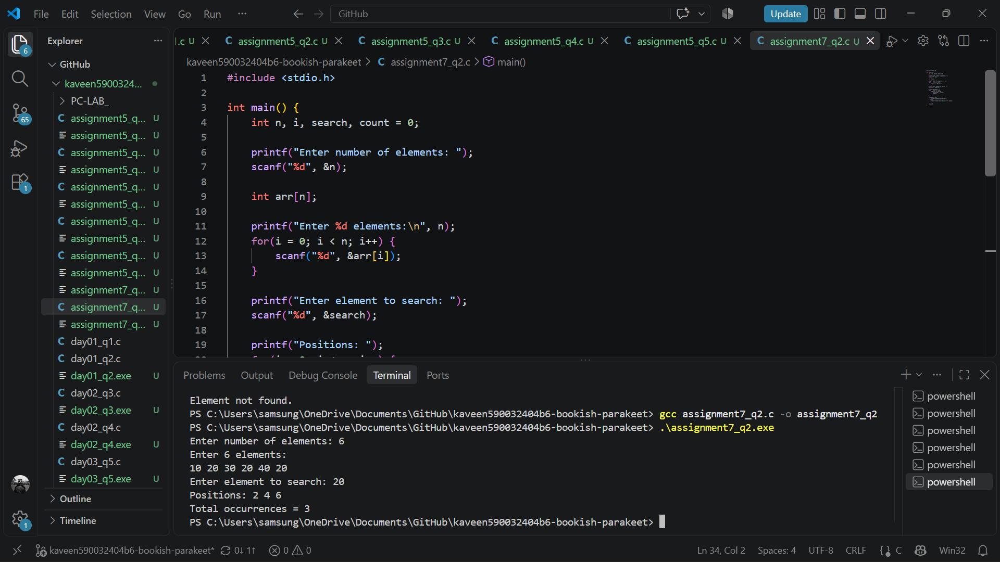 File Edit Selection View Go Run ··· GitHub Update
Explorer ···
.c U assignment5_q2.c U assignment5_q3.c U assignment5_q4.c U assignment5_q5.c U assignment7_q2.c U
kaveen590032404b6-bookish-parakeet > C assignment7_q2.c > main()
6
65
1
1
GitHub
kaveen5900324...
PC-LAB_
C assignment5_q... U
assignment5_q... U
C assignment5_q... U
assignment5_q... U
C assignment5_q... U
assignment5_q... U
C assignment5_q... U
assignment5_q... U
C assignment5_q... U
assignment5_q... U
assignment7_q... U
C assignment7_q... U
assignment7_q... U
C day01_q1.c
C day01_q2.c
day01_q2.exe U
C day02_q3.c
day02_q3.exe U
C day02_q4.c
day02_q4.exe U
C day03_q5.c
day03_q5.exe U
Outline
Timeline
1 #include <stdio.h>
2
3 int main() {
4 int n, i, search, count = 0;
5
6 printf("Enter number of elements: ");
7 scanf("%d", &n);
8
9 int arr[n];
10
11 printf("Enter %d elements:\n", n);
12 for(i = 0; i < n; i++) {
13 scanf("%d", &arr[i]);
14 }
15
16 printf("Enter element to search: ");
17 scanf("%d", &search);
18
19 printf("Positions: ");
Problems Output Debug Console Terminal Ports
Element not found.
PS C:\Users\samsung\OneDrive\Documents\GitHub\kaveen590032404b6-bookish-parakeet> gcc assignment7_q2.c -o assignment7_q2
PS C:\Users\samsung\OneDrive\Documents\GitHub\kaveen590032404b6-bookish-parakeet> .\assignment7_q2.exe
Enter number of elements: 6
Enter 6 elements:
10 20 30 20 40 20
Enter element to search: 20
Positions: 2 4 6
Total occurrences = 3
PS C:\Users\samsung\OneDrive\Documents\GitHub\kaveen590032404b6-bookish-parakeet>
powershell
powershell
powershell
powershell
powershell
powershell
kaveen590032404b6-bookish-parakeet* 0↓ 1↑ 0 0 Ln 34, Col 2 Spaces: 4 UTF-8 CRLF {} C Win32